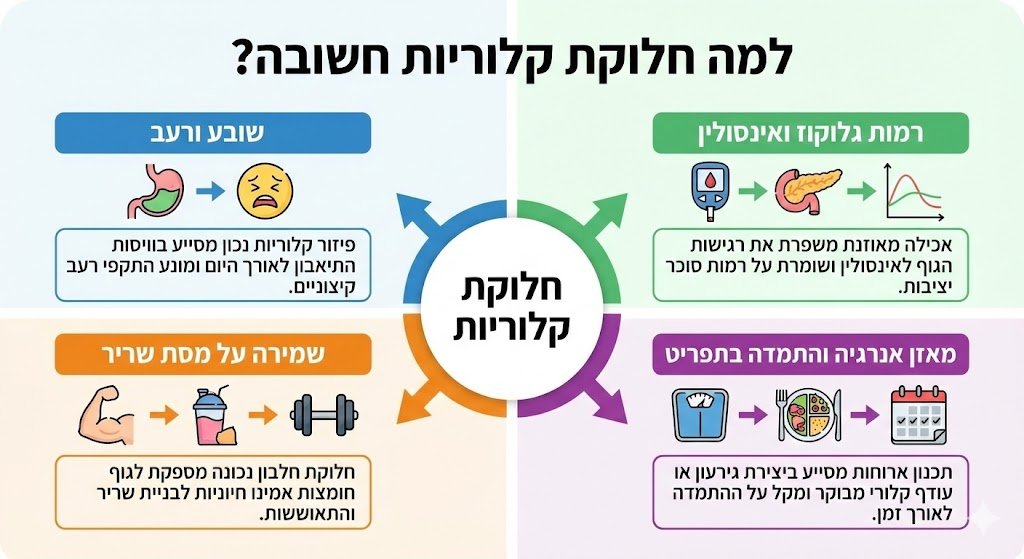 למה חלוקת קלוריות חשובה?
רמות גלוקוז ואינסולין
אכילה מאוזנת משפרת את רגישות
הגוף לאינסולין ושומרת על רמות סוכר
יציבות.
שובע ורעב
פיזור קלוריות נכון מסייע בוויסות
התיאבון לאורך היום ומונע התקפי רעב
קיצוניים.
חלוקת
קלוריות
מאזן אנרגיה והתמדה בתפריט
תכנון ארוחות מסייע ביצירת גירעון או
עודף קלורי מבוקר ומקל על ההתמדה
לאורך זמן.
שמירה על מסת שריר
חלוקת חלבון נכונה מספקת לגוף
חומצות אמינו חיוניות לבניית שריר
והתאוששות.